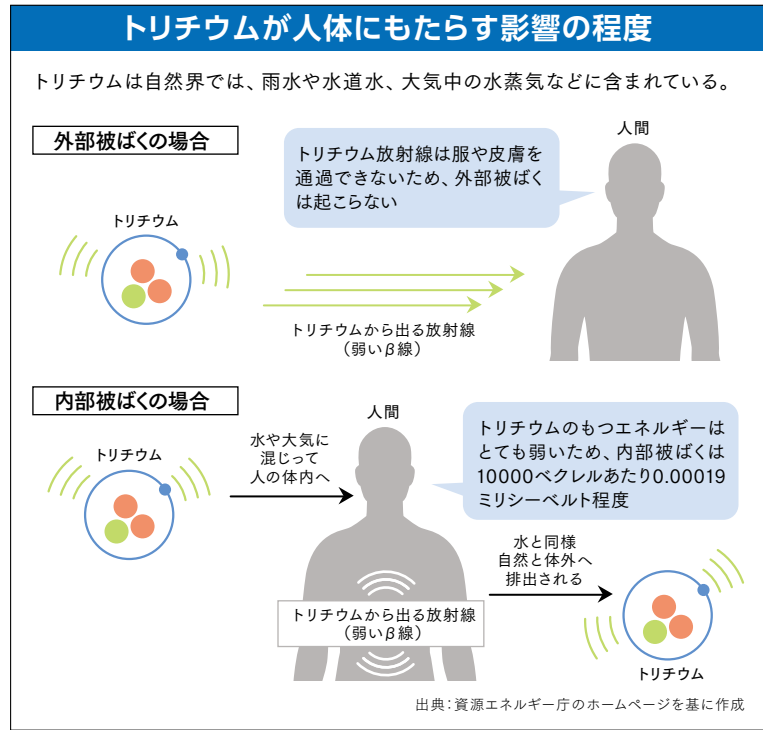 トリチウムが人体にもたらす影響の程度
トリチウムは自然界では、雨水や水道水、大気中の水蒸気などに含まれている。
外部被ばくの場合
人間
トリチウム放射線は服や皮膚を
通過できないため、外部被ばく
は起こらない
トリチウム
トリチウムから出る放射線
（弱いβ線）
内部被ばくの場合
人間
トリチウム
水や大気に
混じって
人の体内へ
トリチウムのもつエネルギーは
とても弱いため、内部被ばくは
10000ベクレルあたり0.00019
ミリシーベルト程度
水と同様
自然と体外へ
排出される
トリチウムから出る放射線
（弱いβ線）
トリチウム
出典：資源エネルギー庁のホームページを基に作成